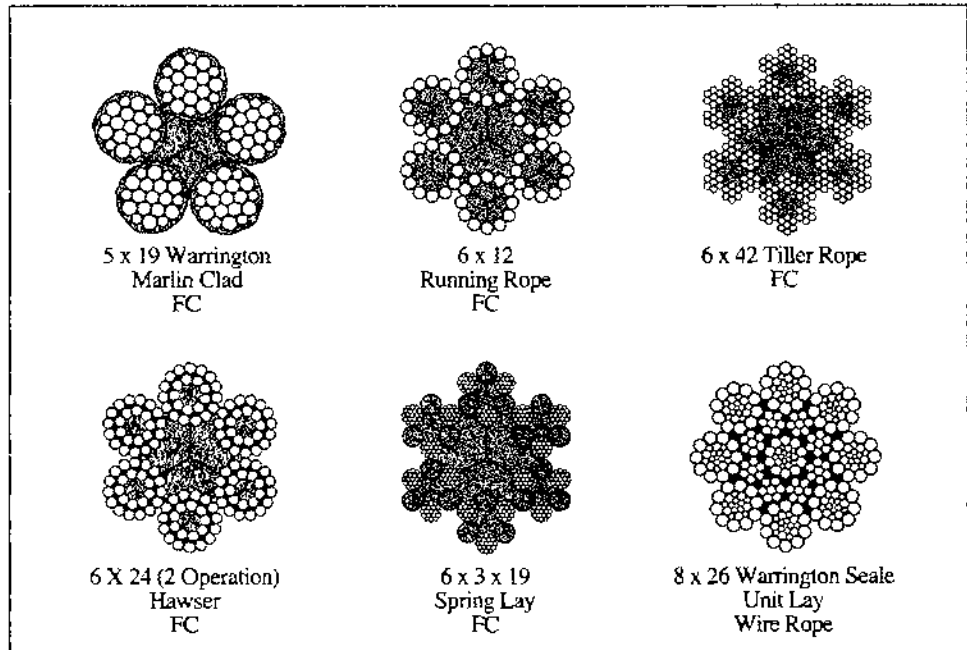 5 x 19 Warrington
Marlin Clad
FC
6 x 12
Running Rope
FC
6 x 42 Tiller Rope
FC
6 X 24 (2 Operation)
Hawser
FC
6 x 3 x 19
Spring Lay
FC
8 x 26 Warrington Seale
Unit Lay
Wire Rope